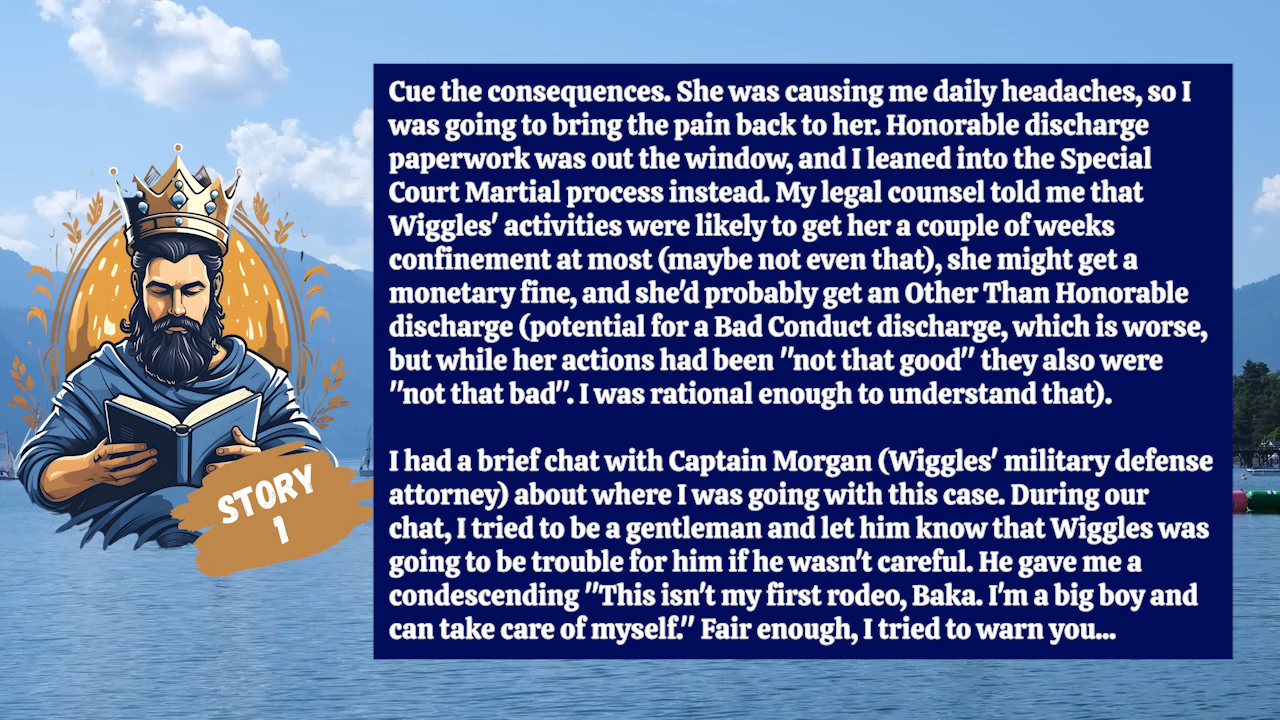 Cue the consequences. She was causing me daily headaches, so I
was going to bring the pain back to her. Honorable discharge
paperwork was out the window, and I leaned into the Special
Court Martial process instead. My legal counsel told me that
Wiggles' activities were likely to get her a couple of weeks
confinement at most (maybe not even that), she might get a
monetary fine, and she'd probably get an Other Than Honorable
discharge (potential for a Bad Conduct discharge, which is worse,
but while her actions had been "not that good" they also were
"not that bad". I was rational enough to understand that).
I had a brief chat with Captain Morgan (Wiggles' military defense
attorney) about where I was going with this case. During our
chat, I tried to be a gentleman and let him know that Wiggles was
going to be trouble for him if he wasn't careful. He gave me a
condescending "This isn't my first rodeo, Baka. I'm a big boy and
can take care of myself." Fair enough, I tried to warn you...
STORY
1